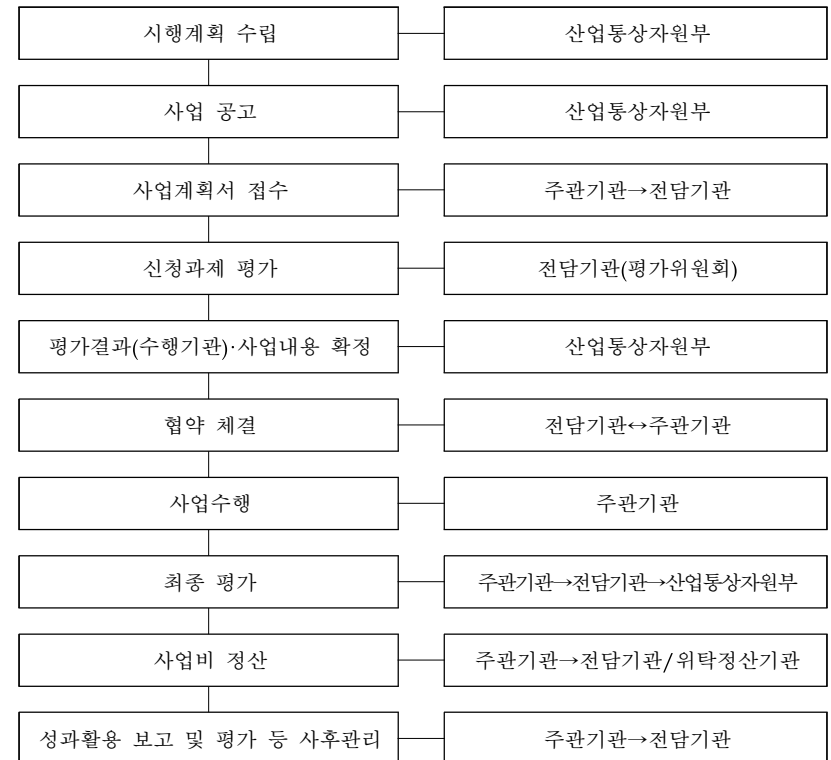 시행계획 수립
산업통상자원부
사업 공고
산업통상자원부
사업계획서 접수
주관기관→전담기관
신청과제 평가
전담기관(평가위원회)
평가결과(수행기관)·사업내용 확정
산업통상자원부
협약 체결
전담기관↔주관기관
사업수행
주관기관
최종 평가
주관기관→전담기관→산업통상자원부
사업비 정산
주관기관→전담기관/위탁정산기관
성과활용 보고 및 평가 등 사후관리
주관기관→전담기관